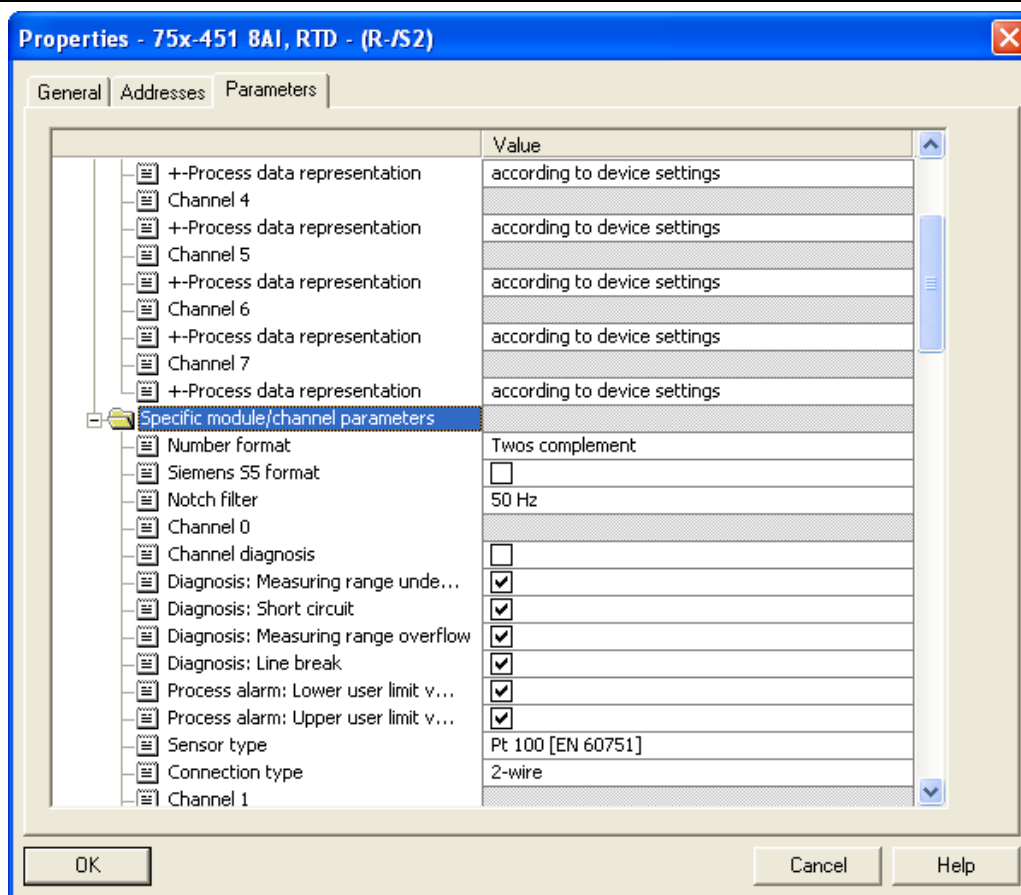 Properties - 75x-451 8AI, RTD - (R-/S2)
General Addresses Parameters
Value
+-Process data representation according to device settings
Channel 4
+-Process data representation according to device settings
Channel 5
+-Process data representation according to device settings
Channel 6
+-Process data representation according to device settings
Channel 7
+-Process data representation according to device settings
Specific module/channel parameters
Number format Twos complement
Siemens S5 format
Notch filter 50 Hz
Channel 0
Channel diagnosis
Diagnosis: Measuring range unde...
Diagnosis: Short circuit
Diagnosis: Measuring range overflow
Diagnosis: Line break
Process alarm: Lower user limit v...
Process alarm: Upper user limit v...
Sensor type Pt 100 [EN 60751]
Connection type 2-wire
Channel 1
OK Cancel Help